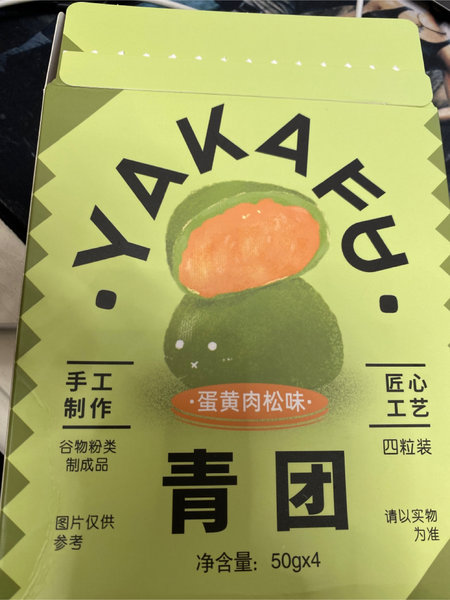 YAKAFA
·蛋黄肉松味·
手工
制作
谷物粉类
制成品
匠心
工艺
四粒装
青团
图片仅供
参考
请以实物
为准
净含量：50gx4